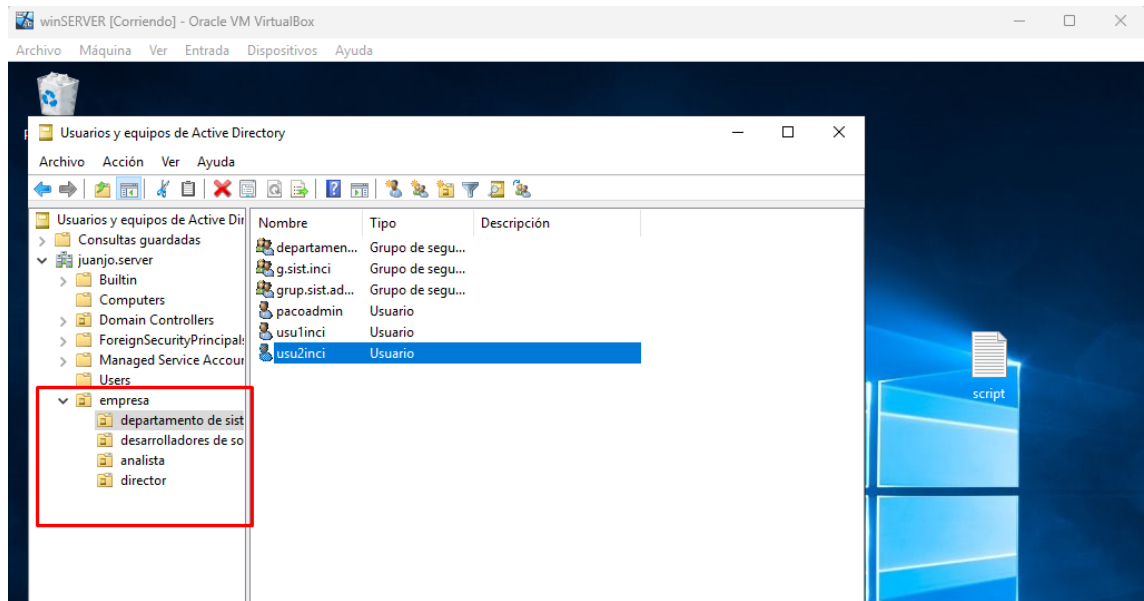 winSERVER [Corriendo] - Oracle VM VirtualBox
Archivo Máquina Ver Entrada Dispositivos Ayuda
Usuarios y equipos de Active Directory
Archivo Acción Ver Ayuda
Usuarios y equipos de Active Dir
Consultas guardadas
juanjo.server
Builtin
Computers
Domain Controllers
ForeignSecurityPrincipal:
Managed Service Accour
Users
empresa
departamento de sist
desarrolladores de so
analista
director
Nombre Tipo Descripción
departamen... Grupo de segu...
g.sist.inci Grupo de segu...
grup.sist.ad... Grupo de segu...
pacoadmin Usuario
usu1inci Usuario
usu2inci Usuario
script